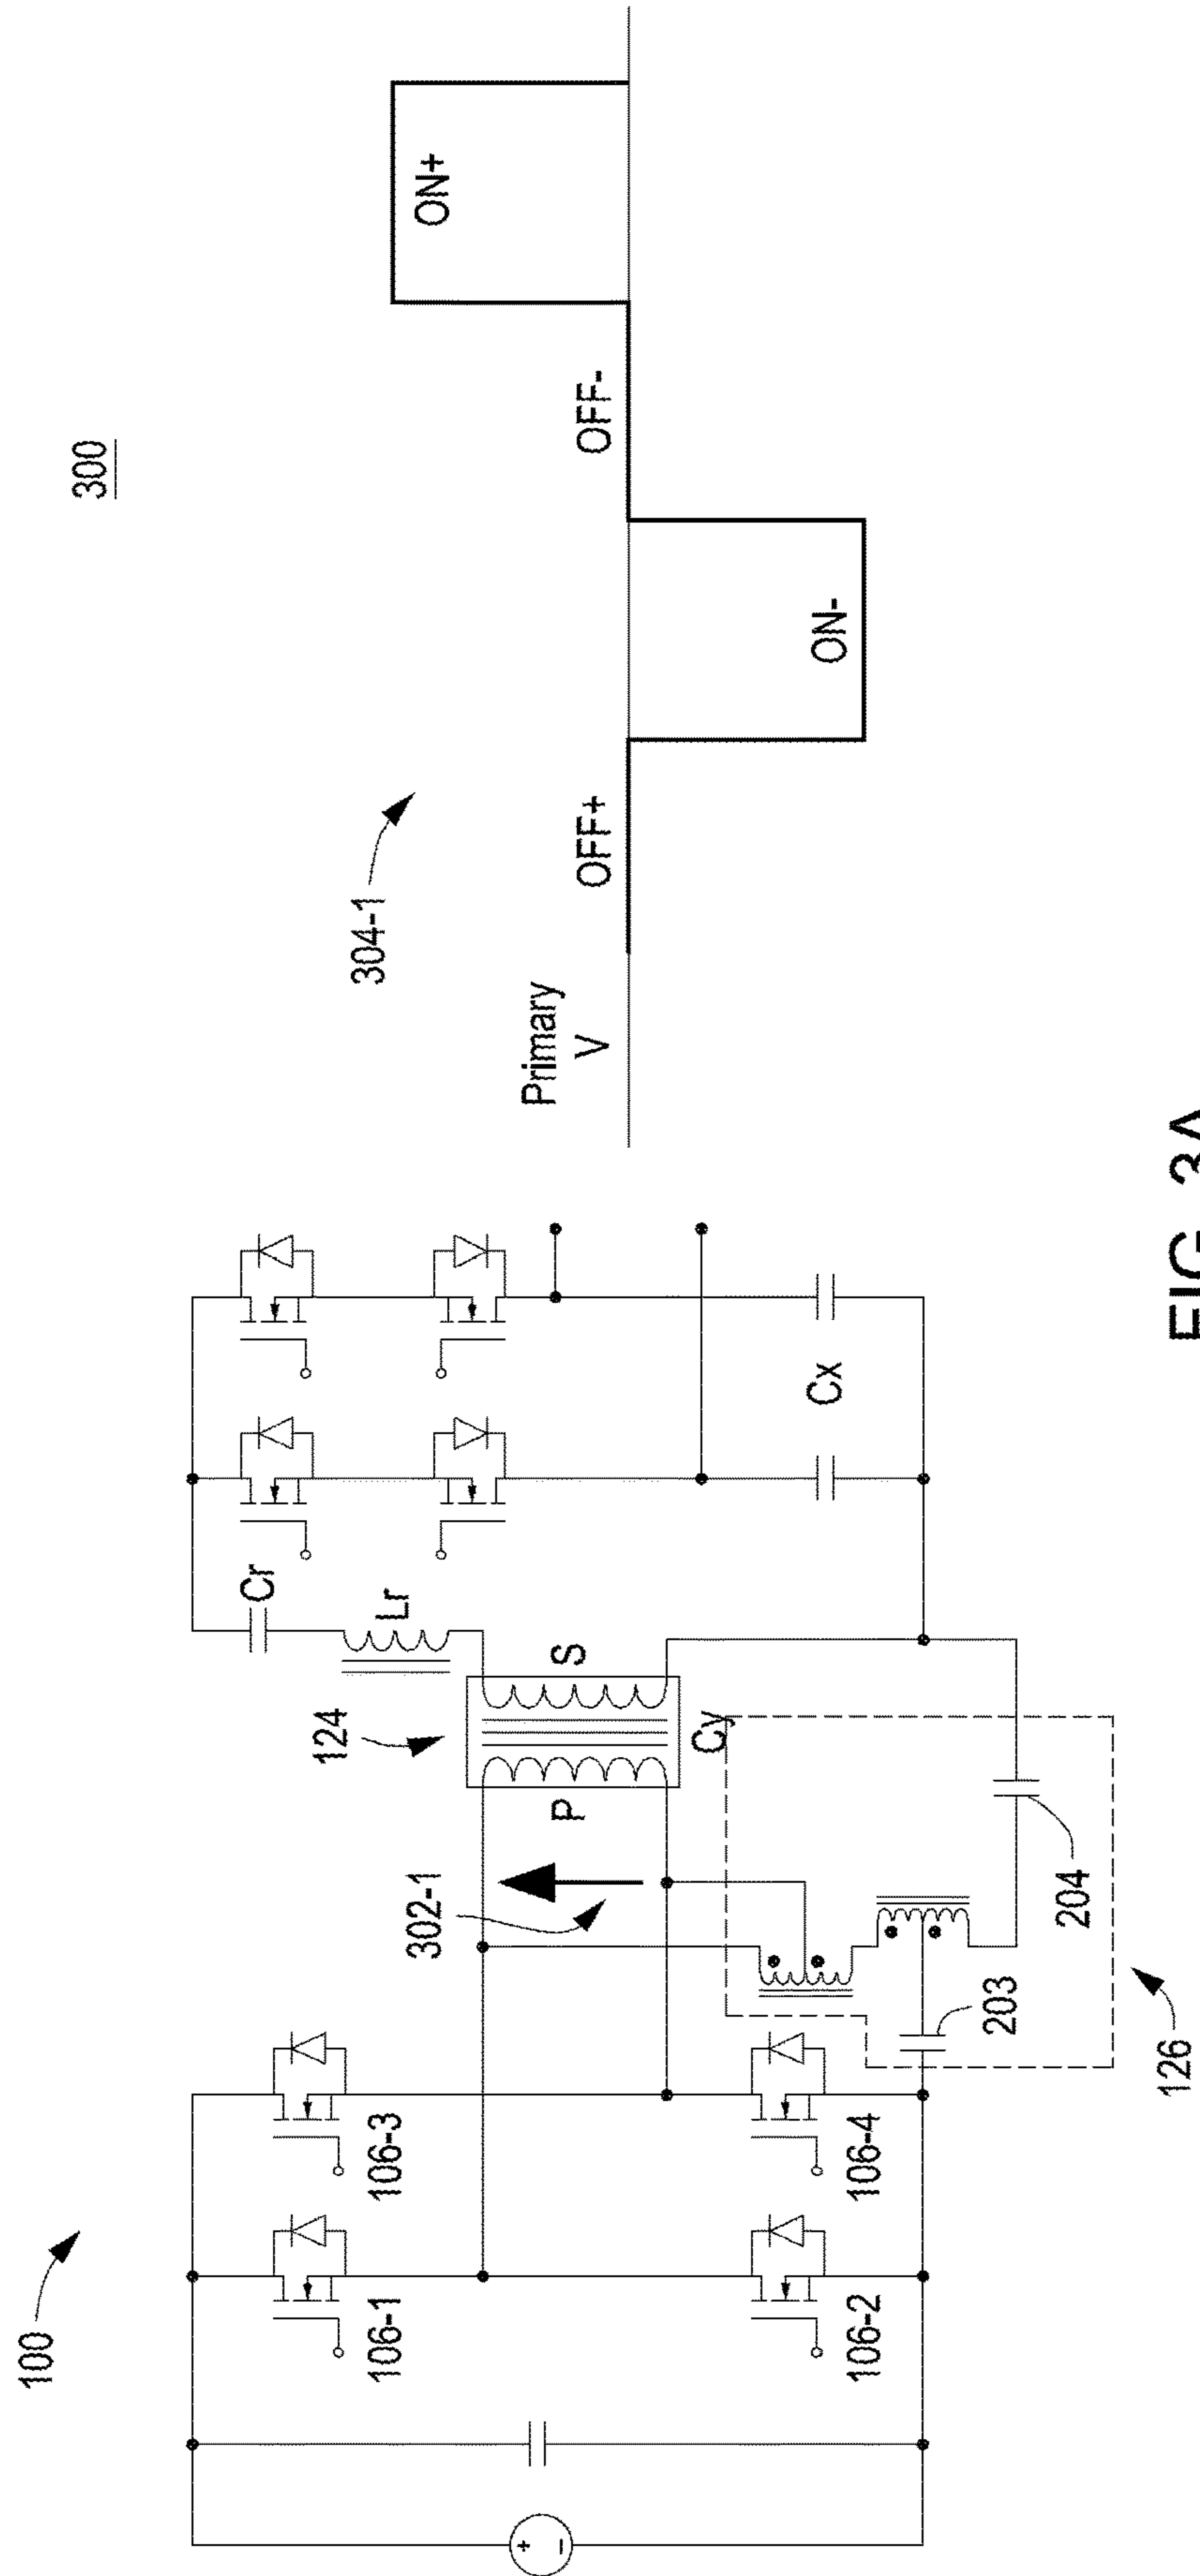 300
100
304-1
Primary
V
OFF+
ON-
OFF-
ON+
+
-
106-1
106-3
106-2
106-4
302-1
124
P
S
Lr
Cr
Cy
Cx
203
204
126
FIG. 3A